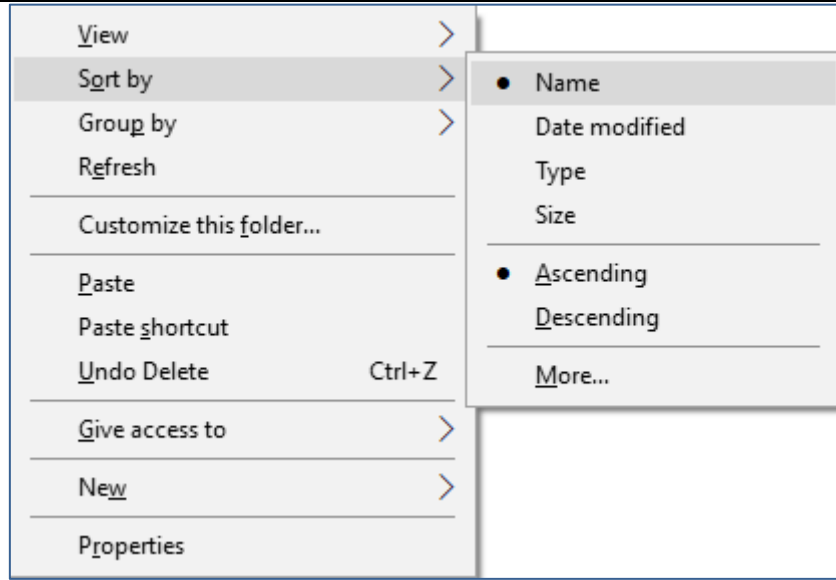 View
Sort by
Group by
Refresh
Customize this folder...
Paste
Paste shortcut
Undo Delete Ctrl+Z
Give access to
New
Properties
Name
Date modified
Type
Size
Ascending
Descending
More...